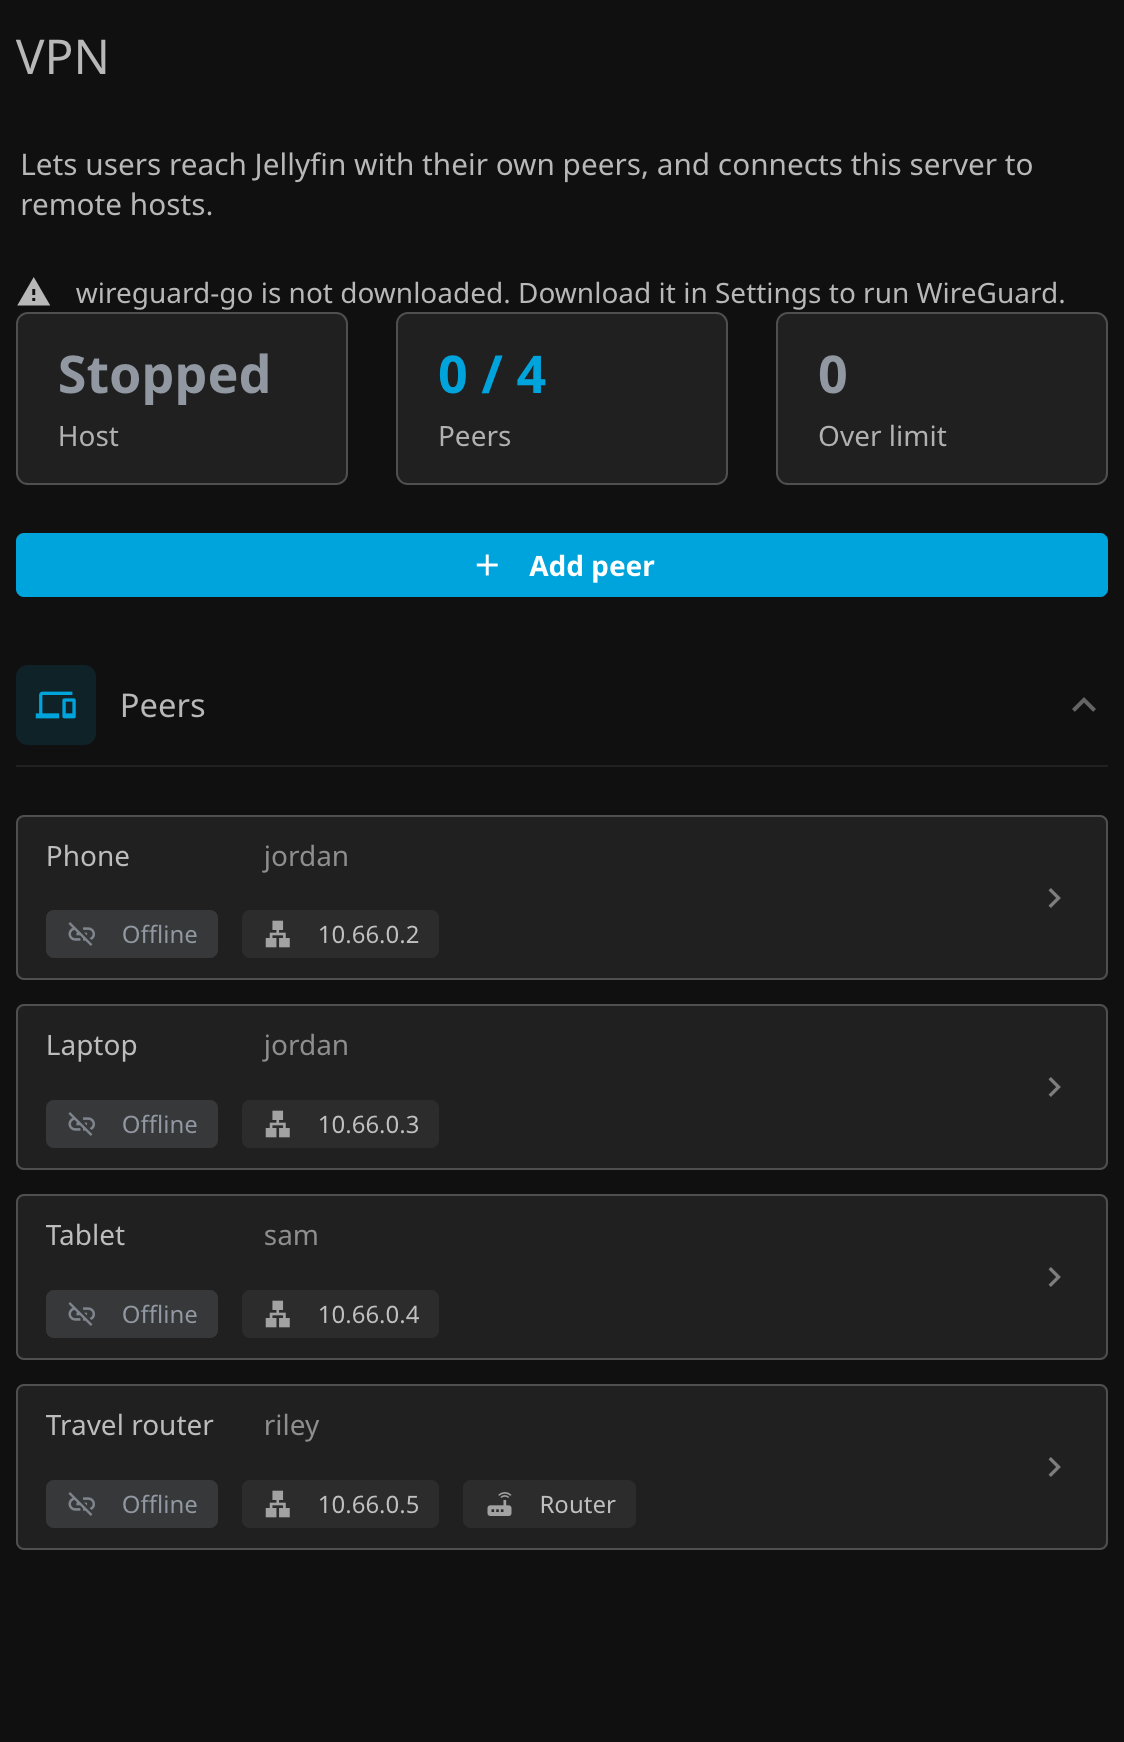 VPN
Lets users reach Jellyfin with their own peers, and connects this server to
remote hosts.
wireguard-go is not downloaded. Download it in Settings to run WireGuard.
Stopped
Host
0 / 4
Peers
0
Over limit
Add peer
Peers
Phone jordan
Offline 10.66.0.2
Laptop jordan
Offline 10.66.0.3
Tablet sam
Offline 10.66.0.4
Travel router riley
Offline 10.66.0.5 Router